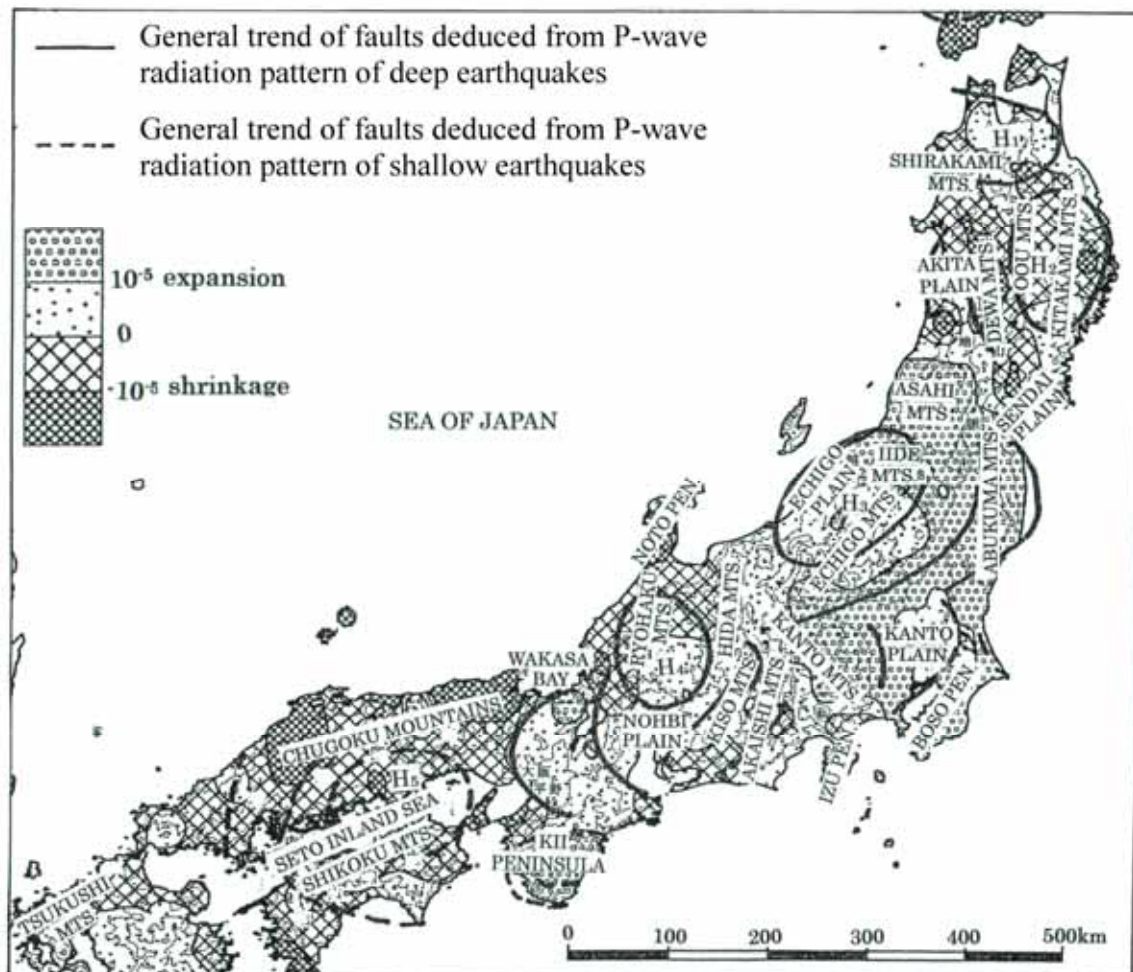 General trend of faults deduced from P-wave
radiation pattern of deep earthquakes
General trend of faults deduced from P-wave
radiation pattern of shallow earthquakes
10⁻⁵ expansion
0
-10⁻⁵ shrinkage
SEA OF JAPAN
H₁
SHIRAKAMI
MTS.
AKITA
PLAIN
DEWA MTS.
OOU MTS.
H₂
KITAKAMI MTS.
ASAHI
MTS
SENDAI
PLAIN
IIDE
MTS.
ECHIGO
PLAIN
H₃
ECHIGO MTS.
ABUKUMA MTS
NOTO PEN.
RYOHAKU
MTS.
H₄
HIDA MTS.
KANTO MTS.
KANTO
PLAIN
WAKASA
BAY
NOHBI
PLAIN
KISO MTS.
AKAISHI MTS.
IZU PEN.
BOSO PEN.
CHUGOKU MOUNTAINS
H₅
SETO INLAND SEA
SHIKOKU MTS.
KII
PENINSULA
TSUKUSHI
MTS.
0 100 200 300 400 500km